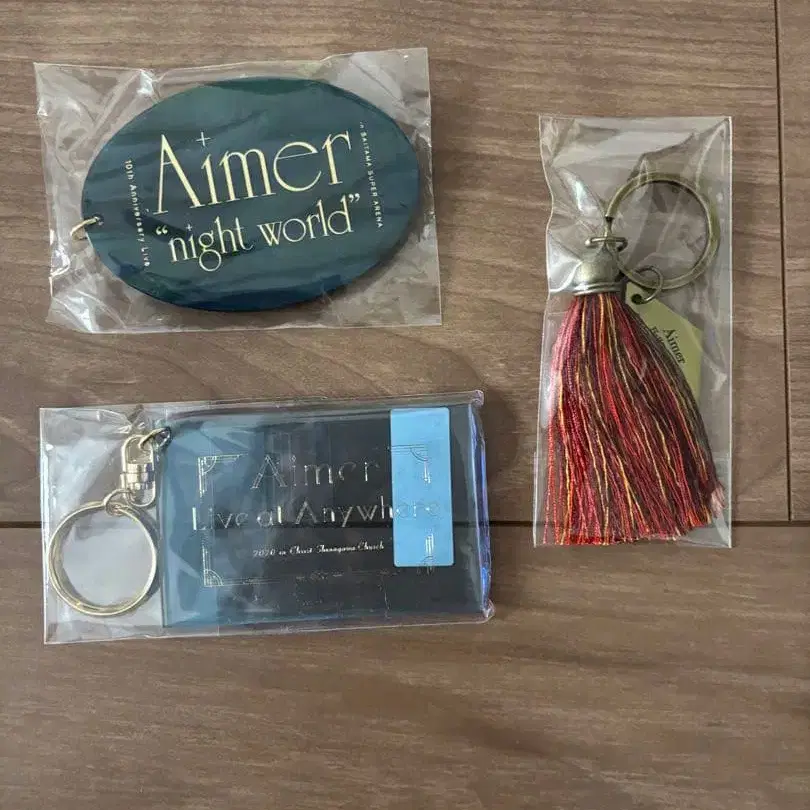 Aimer
"night world"
10th Anniversary Live
in SAITAMA SUPER ARENA
Aimer
Aimer
Live at Anywhere
2020 in Christ Shinagawa Church